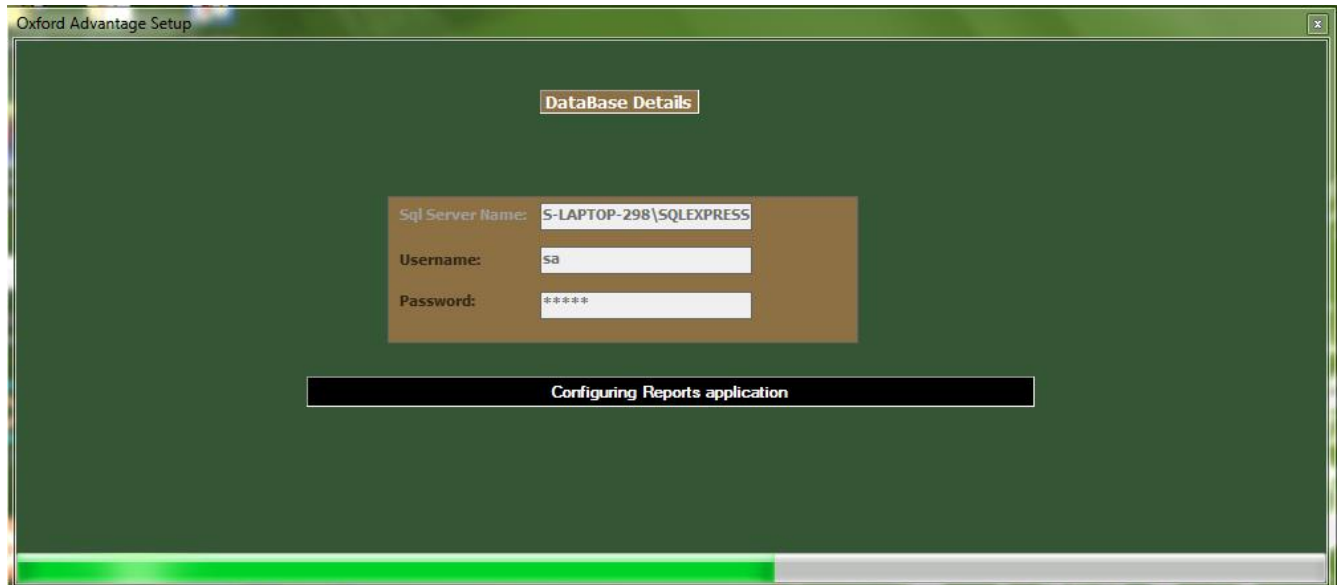 Oxford Advantage Setup
DataBase Details
Sql Server Name: S-LAPTOP-298\SQLEXPRESS
Username: sa
Password: *****
Configuring Reports application